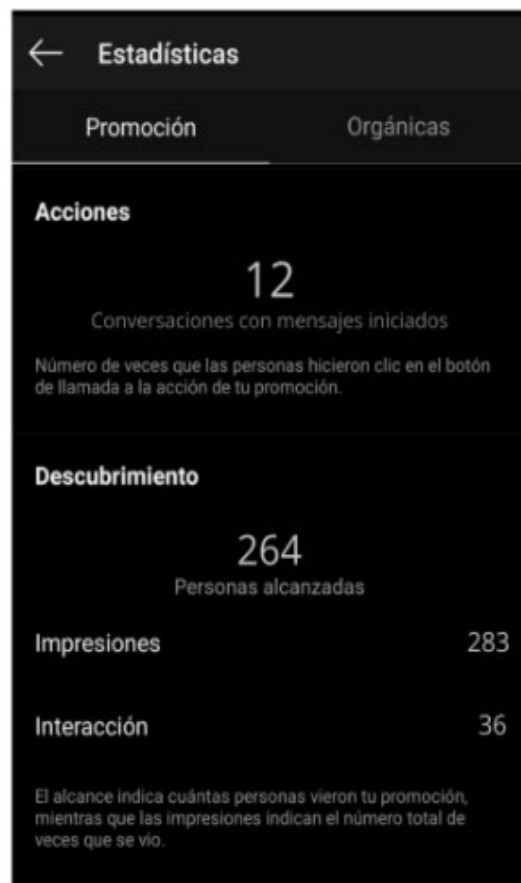 Estadísticas
Promoción
Orgánicas
Acciones
12
Conversaciones con mensajes iniciados
Número de veces que las personas hicieron clic en el botón
de llamada a la acción de tu promoción.
Descubrimiento
264
Personas alcanzadas
Impresiones 283
Interacción 36
El alcance indica cuántas personas vieron tu promoción,
mientras que las impresiones indican el número total de
veces que se vio.